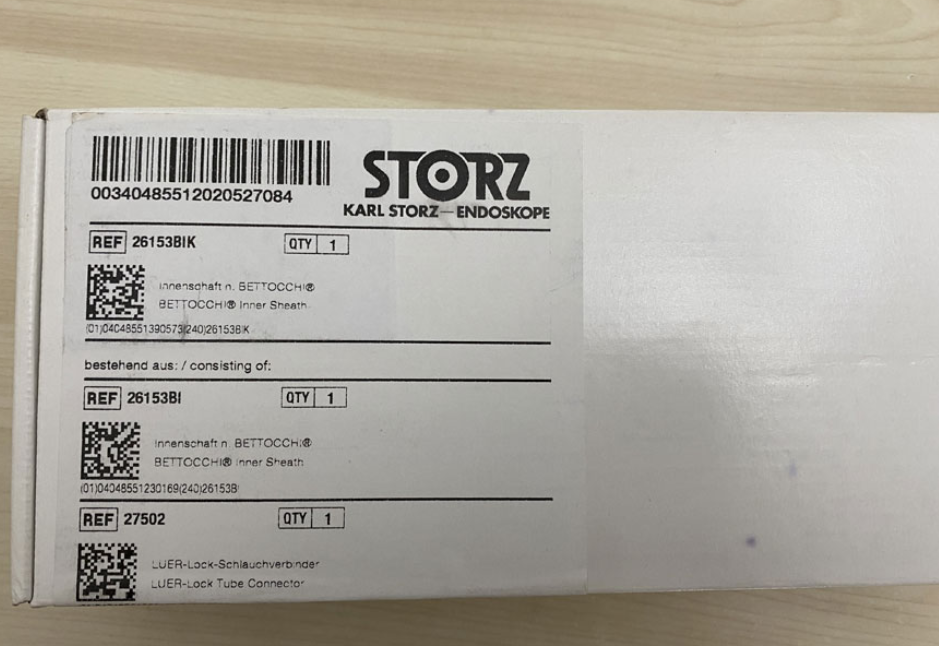 00340485512020527084
STORZ
KARL STORZ—ENDOSKOPE
REF 26153BIK QTY 1
Innenschaft n. BETTOCCHI®
BETTOCCHI® Inner Sheath
(01)04048551390573(240)26153BIK
bestehend aus: / consisting of:
REF 26153BI QTY 1
Innenschaft n. BETTOCCHI®
BETTOCCHI® Inner Sheath
(01)04048551230169(240)26153BI
REF 27502 QTY 1
LUER-Lock-Schlauchverbinder
LUER-Lock Tube Connector